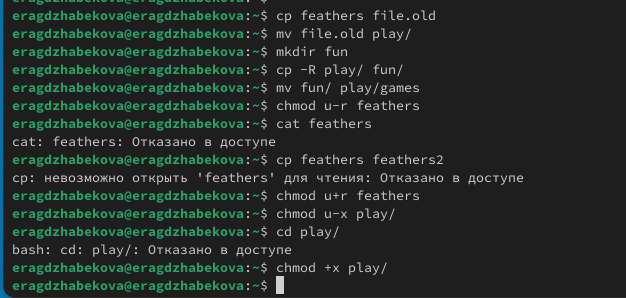 eragdzhabekova@eragdzhabekova:~$ cp feathers file.old
eragdzhabekova@eragdzhabekova:~$ mv file.old play/
eragdzhabekova@eragdzhabekova:~$ mkdir fun
eragdzhabekova@eragdzhabekova:~$ cp -R play/ fun/
eragdzhabekova@eragdzhabekova:~$ mv fun/ play/games
eragdzhabekova@eragdzhabekova:~$ chmod u-r feathers
eragdzhabekova@eragdzhabekova:~$ cat feathers
cat: feathers: Отказано в доступе
eragdzhabekova@eragdzhabekova:~$ cp feathers feathers2
cp: невозможно открыть 'feathers' для чтения: Отказано в доступе
eragdzhabekova@eragdzhabekova:~$ chmod u+r feathers
eragdzhabekova@eragdzhabekova:~$ chmod u-x play/
eragdzhabekova@eragdzhabekova:~$ cd play/
bash: cd: play/: Отказано в доступе
eragdzhabekova@eragdzhabekova:~$ chmod +x play/
eragdzhabekova@eragdzhabekova:~$